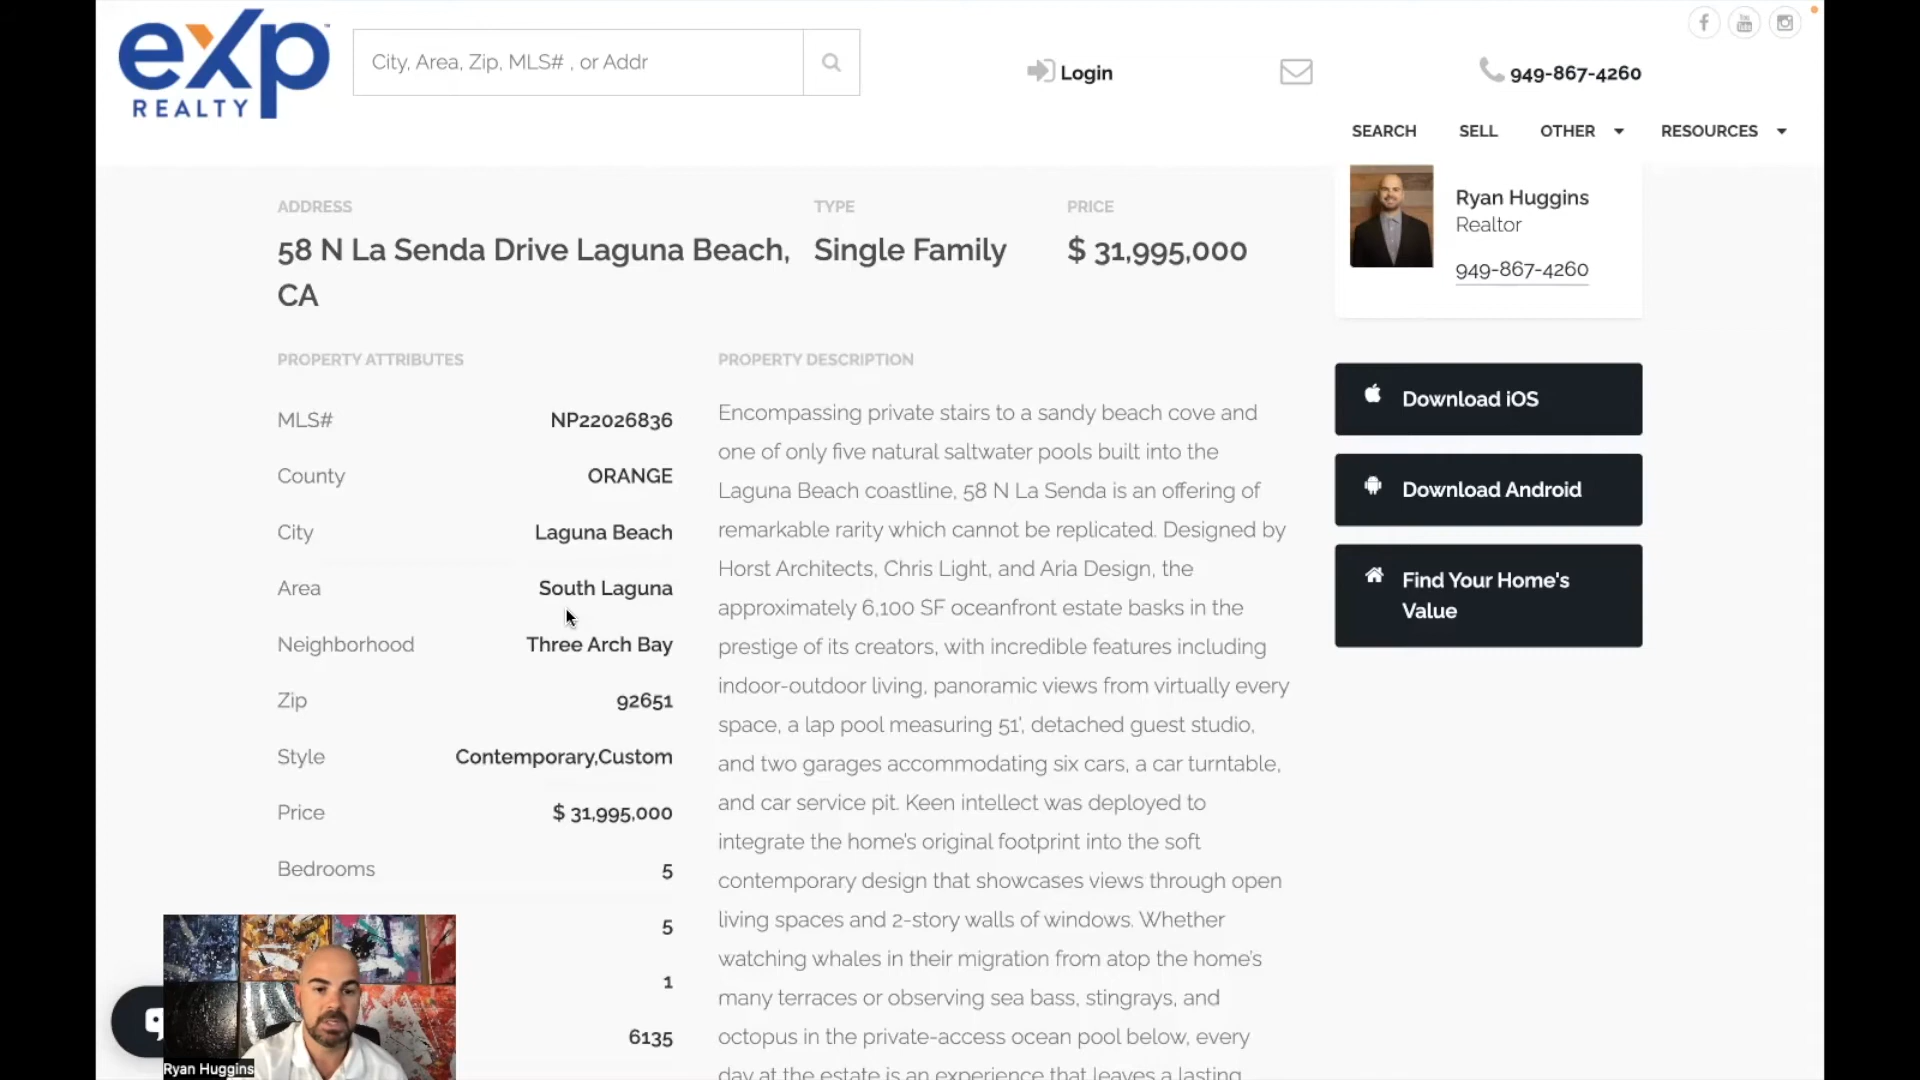 exp
REALTY
City, Area, Zip, MLS# , or Addr
Login
949-867-4260
SEARCH
SELL
OTHER
RESOURCES
ADDRESS
58 N La Senda Drive Laguna Beach,
CA
TYPE
Single Family
PRICE
$ 31,995,000
Ryan Huggins
Realtor
949-867-4260
PROPERTY ATTRIBUTES
MLS# NP22026836
County ORANGE
City Laguna Beach
Area South Laguna
Neighborhood Three Arch Bay
Zip 92651
Style Contemporary,Custom
Price $ 31,995,000
Bedrooms 5
5
1
6135
PROPERTY DESCRIPTION
Encompassing private stairs to a sandy beach cove and
one of only five natural saltwater pools built into the
Laguna Beach coastline, 58 N La Senda is an offering of
remarkable rarity which cannot be replicated. Designed by
Horst Architects, Chris Light, and Aria Design, the
approximately 6,100 SF oceanfront estate basks in the
prestige of its creators, with incredible features including
indoor-outdoor living, panoramic views from virtually every
space, a lap pool measuring 51', detached guest studio,
and two garages accommodating six cars, a car turntable,
and car service pit. Keen intellect was deployed to
integrate the home's original footprint into the soft
contemporary design that showcases views through open
living spaces and 2-story walls of windows. Whether
watching whales in their migration from atop the home's
many terraces or observing sea bass, stingrays, and
octopus in the private-access ocean pool below, every
day at the estate is an experience that leaves a lasting
Download iOS
Download Android
Find Your Home's
Value
Ryan Huggins